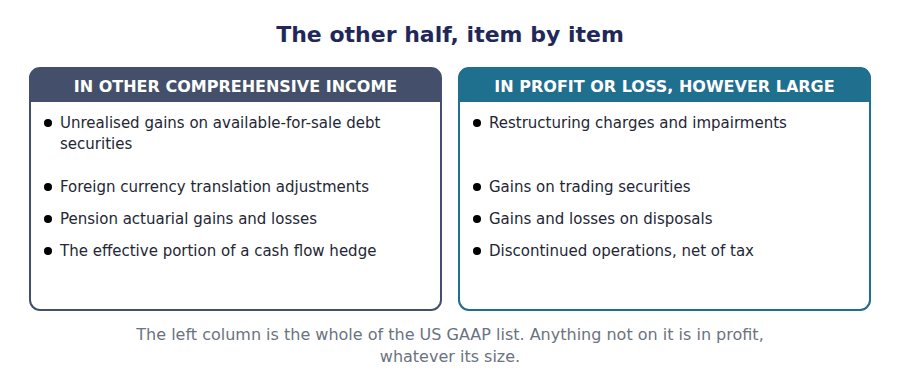 The other half, item by item
IN OTHER COMPREHENSIVE INCOME
Unrealised gains on available-for-sale debt
securities
Foreign currency translation adjustments
Pension actuarial gains and losses
The effective portion of a cash flow hedge
IN PROFIT OR LOSS, HOWEVER LARGE
Restructuring charges and impairments
Gains on trading securities
Gains and losses on disposals
Discontinued operations, net of tax
The left column is the whole of the US GAAP list. Anything not on it is in profit,
whatever its size.